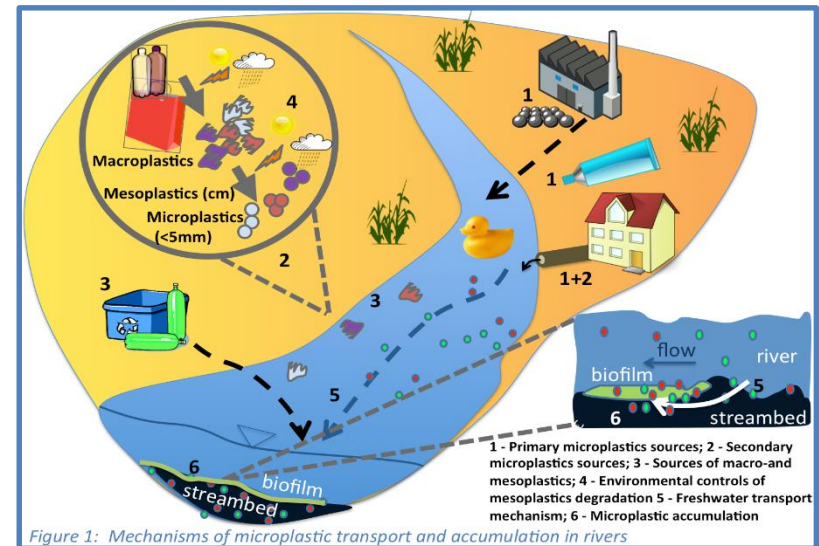 4
Macroplastics
Mesoplastics (cm)
Microplastics
(<5mm)
2
1
1
1+2
3
3
5
flow
river
biofilm
5
6
streambed
6
biofilm
streambed
1 - Primary microplastics sources; 2 - Secondary
microplastics sources; 3 - Sources of macro-and
mesoplastics; 4 - Environmental controls of
mesoplastics degradation 5 - Freshwater transport
mechanism; 6 - Microplastic accumulation
Figure 1: Mechanisms of microplastic transport and accumulation in rivers